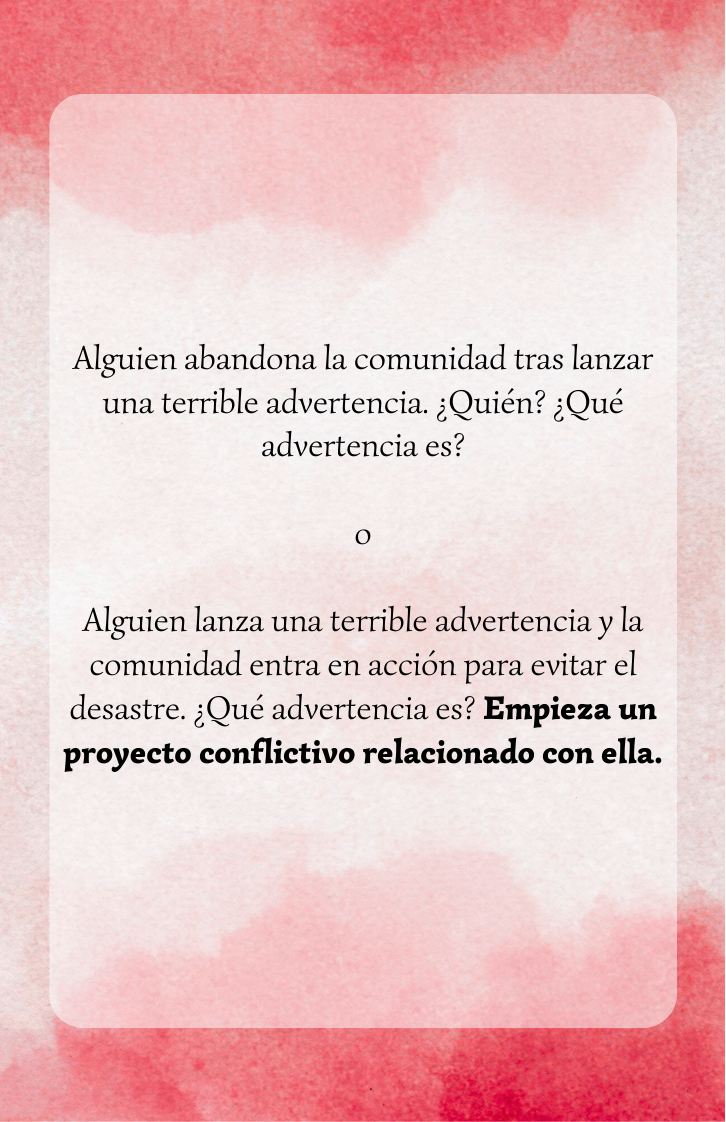 Alguien abandona la comunidad tras lanzar
una terrible advertencia. ¿Quién? ¿Qué
advertencia es?
o
Alguien lanza una terrible advertencia y la
comunidad entra en acción para evitar el
desastre. ¿Qué advertencia es? Empieza un
proyecto conflictivo relacionado con ella.